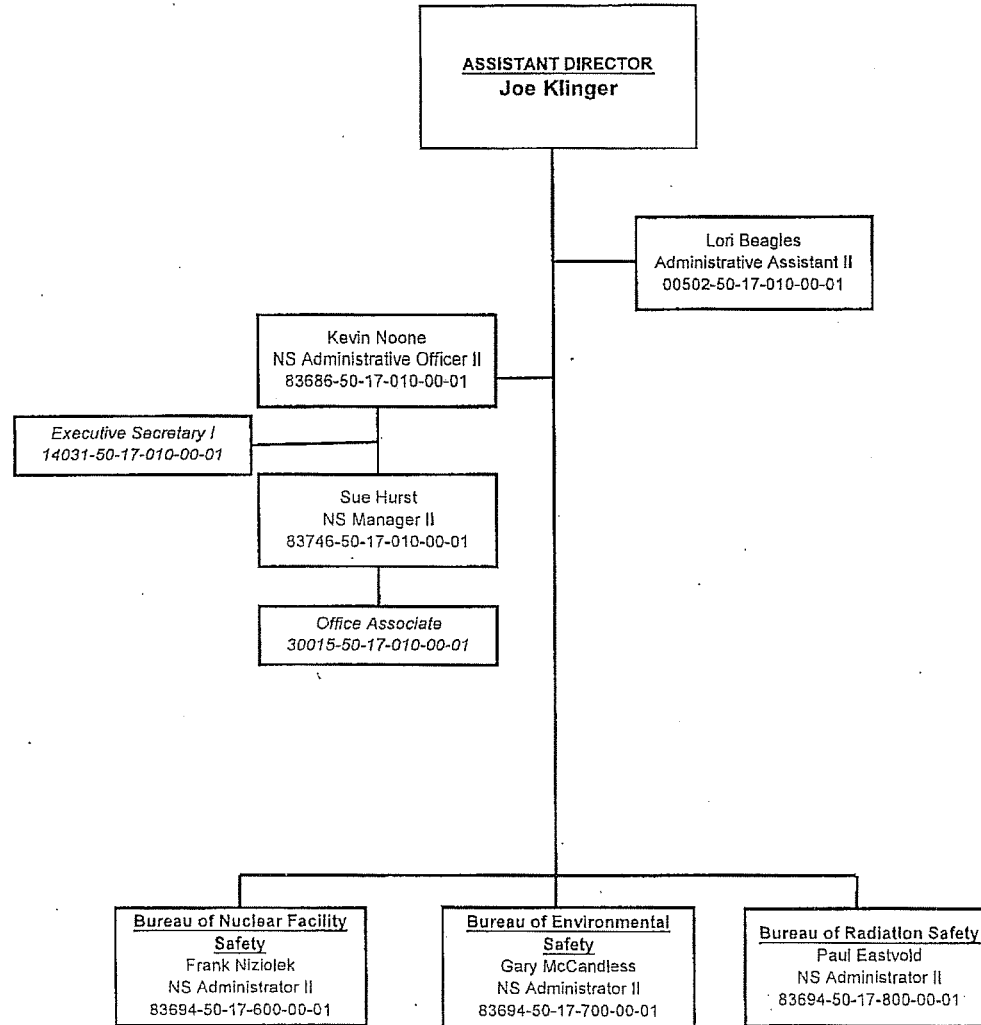 ASSISTANT DIRECTOR
Joe Klinger
Lori Beagles
Administrative Assistant II
00502-50-17-010-00-01
Kevin Noone
NS Administrative Officer II
83686-50-17-010-00-01
Executive Secretary I
14031-50-17-010-00-01
Sue Hurst
NS Manager II
83746-50-17-010-00-01
Office Associate
30015-50-17-010-00-01
Bureau of Nuclear Facility
Safety
Frank Niziolek
NS Administrator II
83694-50-17-600-00-01
Bureau of Environmental
Safety
Gary McCandless
NS Administrator II
83694-50-17-700-00-01
Bureau of Radiation Safety
Paul Eastvold
NS Administrator II
83694-50-17-800-00-01